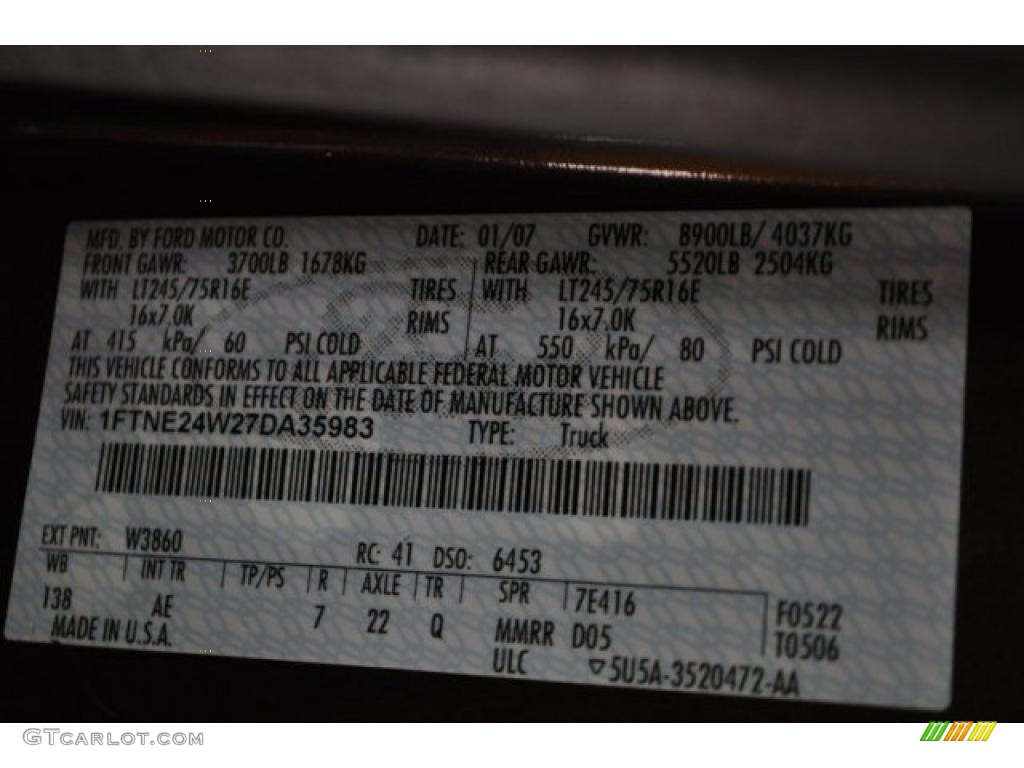 MFD. BY FORD MOTOR CO. DATE: 01/07 GVWR: 8900LB/ 4037KG
FRONT GAWR: 3700LB 1678KG REAR GAWR: 5520LB 2504KG
WITH LT245/75R16E TIRES WITH LT245/75R16E TIRES
16x7.0K RIMS 16x7.0K RIMS
AT 415 kPa/ 60 PSI COLD AT 550 kPa/ 80 PSI COLD
THIS VEHICLE CONFORMS TO ALL APPLICABLE FEDERAL MOTOR VEHICLE
SAFETY STANDARDS IN EFFECT ON THE DATE OF MANUFACTURE SHOWN ABOVE.
VIN: 1FTNE24W27DA35983 TYPE: Truck
EXT PNT: W3860 RC: 41 DSO: 6453
WB INT TR TP/PS R AXLE TR SPR 7E416 F0522
138 AE 7 22 Q MMRR D05 T0506
MADE IN U.S.A. ULC ▽5U5A-3520472-AA
GTCARLOT.COM